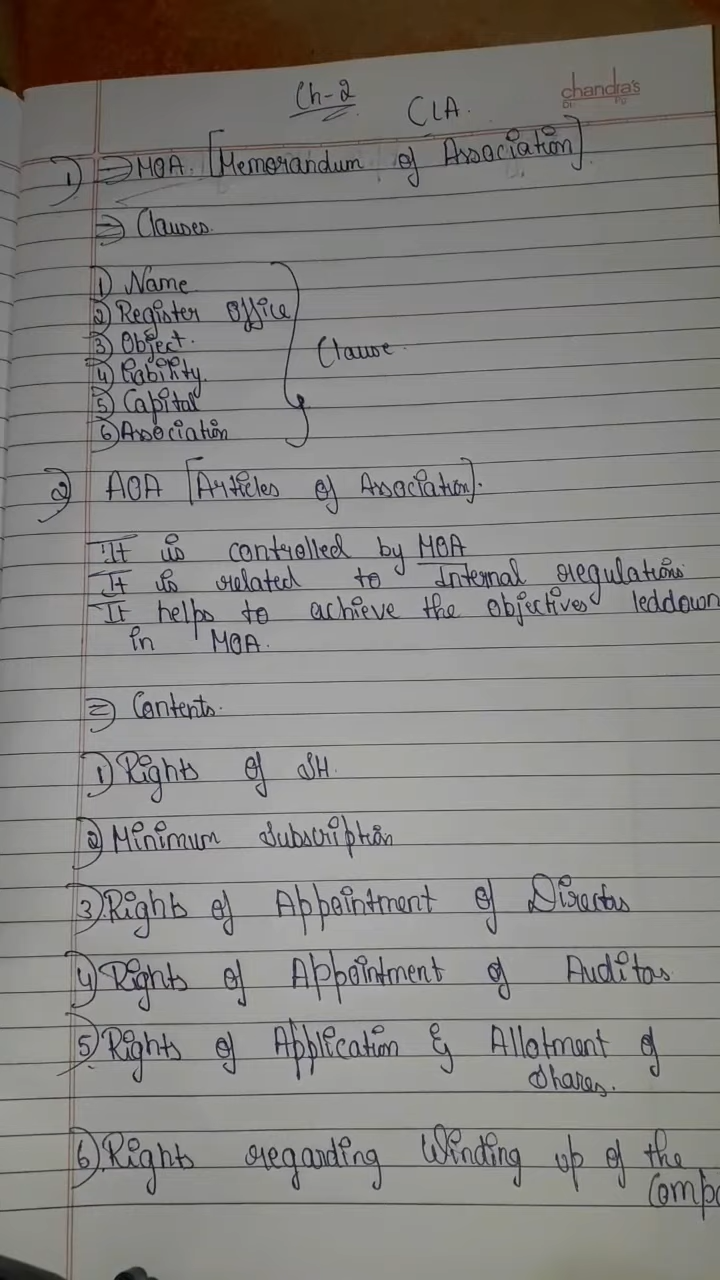 chandra's
Ch-2
CLA.
1) ⇒ MOA. [Memorandum of Association]
⇒ Clauses.
1) Name
2) Register office
3) Object.
Clause.
4) Liability.
5) Capital
6) Association
2) AOA [Articles of Association].
It is controlled by MOA
It is related to Internal regulations
It helps to achieve the objectives leddown
in MOA.
⇒ Contents.
1) Rights of SH.
2) Minimum Subscription
3) Rights of Appointment of Directors
4) Rights of Appointment of Auditors
5) Rights of Application & Allotment of
Shares.
6) Rights regarding Winding up of the